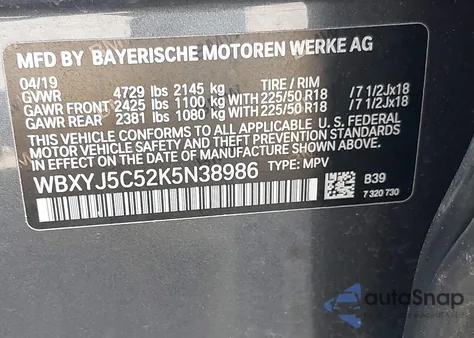 MFD BY BAYERISCHE MOTOREN WERKE AG
04/19 TIRE / RIM
GVWR 4729 lbs 2145 kg
GAWR FRONT 2425 lbs 1100 kg WITH 225/50 R18 /7 1/2Jx18
GAWR REAR 2381 lbs 1080 kg WITH 225/50 R18 /7 1/2Jx18
THIS VEHICLE CONFORMS TO ALL APPLICABLE U. S. FEDERAL
MOTOR VEHICLE SAFETY, BUMPER, AND THEFT PREVENTION
STANDARDS IN EFFECT ON THE DATE OF MANUFACTURE SHOWN ABOVE.
WBXYJ5C52K5N38986 TYPE: MPV
B39
7 320 730
autoSnap